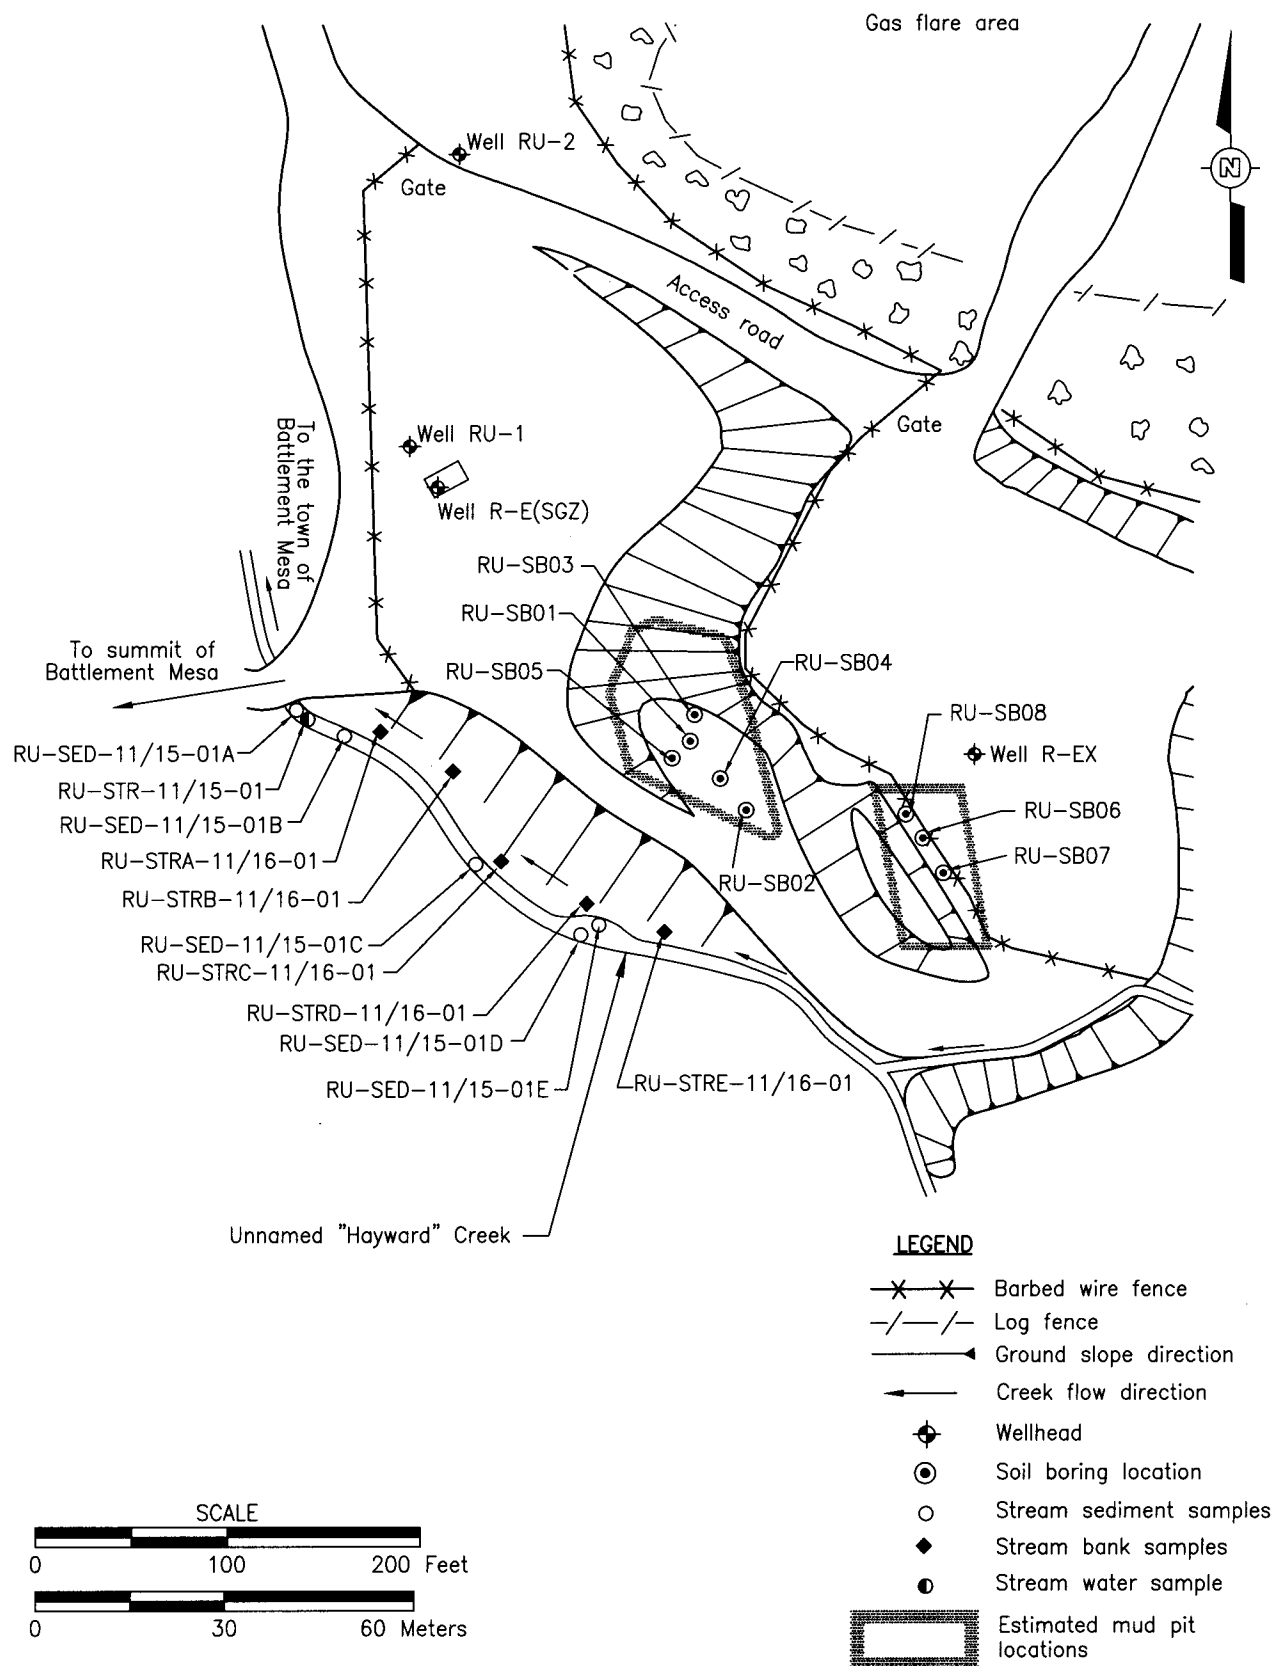 Gas flare area
N
Well RU-2
Gate
Access road
Gate
To the town of
Battlement Mesa
Well RU-1
Well R-E(SGZ)
RU-SB03
RU-SB01
RU-SB05
RU-SB04
To summit of
Battlement Mesa
RU-SB08
Well R-EX
RU-SB06
RU-SB07
RU-SB02
RU-SED-11/15-01A
RU-STR-11/15-01
RU-SED-11/15-01B
RU-STRA-11/16-01
RU-STRB-11/16-01
RU-SED-11/15-01C
RU-STRC-11/16-01
RU-STRD-11/16-01
RU-SED-11/15-01D
RU-SED-11/15-01E
RU-STRE-11/16-01
Unnamed "Hayward" Creek
LEGEND
Barbed wire fence
Log fence
Ground slope direction
Creek flow direction
Wellhead
Soil boring location
Stream sediment samples
Stream bank samples
Stream water sample
Estimated mud pit
locations
SCALE
0 100 200 Feet
0 30 60 Meters